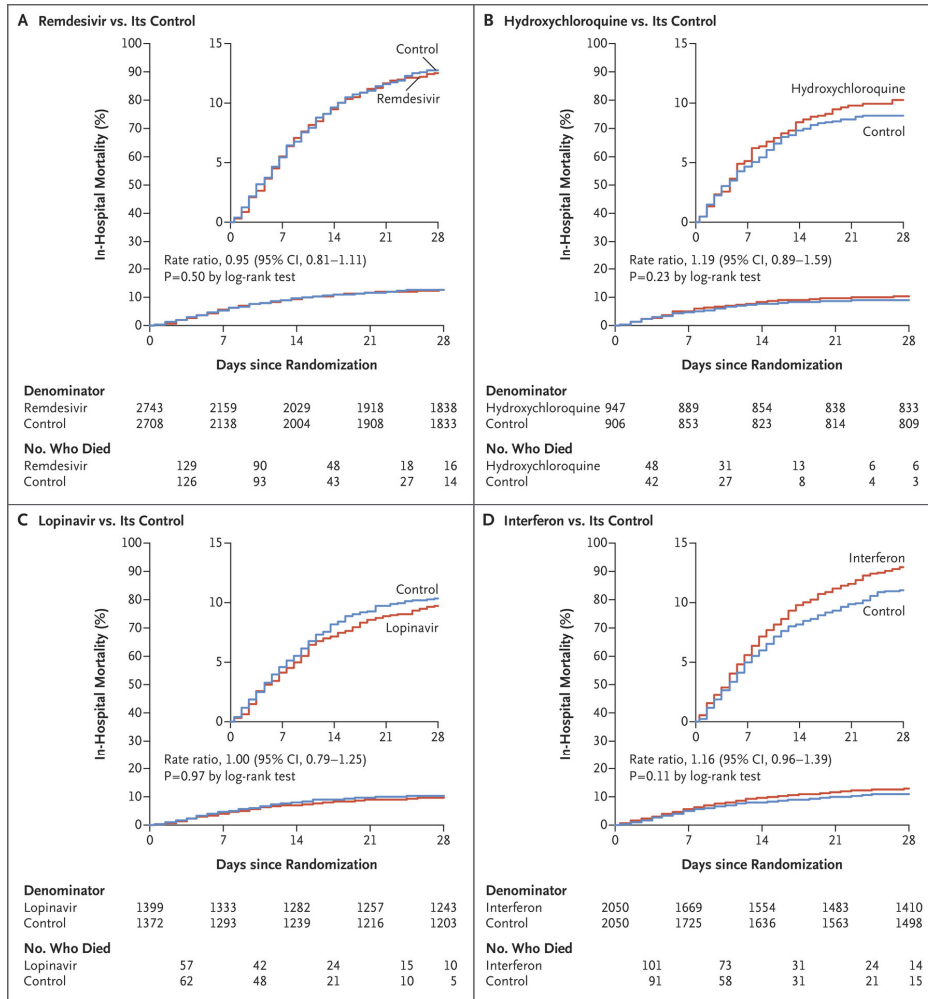 A Remdesivir vs. Its Control
In-Hospital Mortality (%)
100
90
80
70
60
50
40
30
20
10
0
0 7 14 21 28
15
10
5
0
0 7 14 21 28
Control
Remdesivir
Rate ratio, 0.95 (95% CI, 0.81–1.11)
P=0.50 by log-rank test
Days since Randomization
Denominator
Remdesivir 2743 2159 2029 1918 1838
Control 2708 2138 2004 1908 1833
No. Who Died
Remdesivir 129 90 48 18 16
Control 126 93 43 27 14
B Hydroxychloroquine vs. Its Control
In-Hospital Mortality (%)
100
90
80
70
60
50
40
30
20
10
0
0 7 14 21 28
15
10
5
0
0 7 14 21 28
Hydroxychloroquine
Control
Rate ratio, 1.19 (95% CI, 0.89–1.59)
P=0.23 by log-rank test
Days since Randomization
Denominator
Hydroxychloroquine 947 889 854 838 833
Control 906 853 823 814 809
No. Who Died
Hydroxychloroquine 48 31 13 6 6
Control 42 27 8 4 3
C Lopinavir vs. Its Control
In-Hospital Mortality (%)
100
90
80
70
60
50
40
30
20
10
0
0 7 14 21 28
15
10
5
0
0 7 14 21 28
Control
Lopinavir
Rate ratio, 1.00 (95% CI, 0.79–1.25)
P=0.97 by log-rank test
Days since Randomization
Denominator
Lopinavir 1399 1333 1282 1257 1243
Control 1372 1293 1239 1216 1203
No. Who Died
Lopinavir 57 42 24 15 10
Control 62 48 21 10 5
D Interferon vs. Its Control
In-Hospital Mortality (%)
100
90
80
70
60
50
40
30
20
10
0
0 7 14 21 28
15
10
5
0
0 7 14 21 28
Interferon
Control
Rate ratio, 1.16 (95% CI, 0.96–1.39)
P=0.11 by log-rank test
Days since Randomization
Denominator
Interferon 2050 1669 1554 1483 1410
Control 2050 1725 1636 1563 1498
No. Who Died
Interferon 101 73 31 24 14
Control 91 58 31 21 15